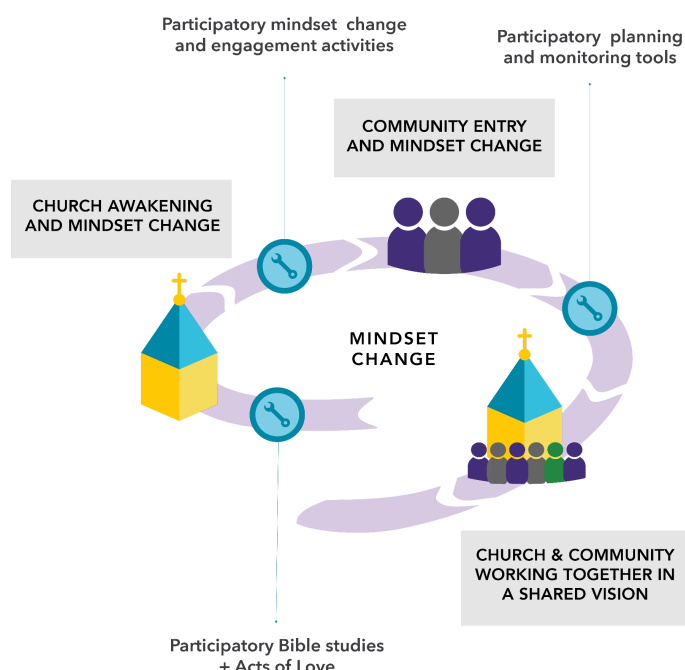 Participatory mindset change
and engagement activities
Participatory planning
and monitoring tools
COMMUNITY ENTRY
AND MINDSET CHANGE
CHURCH AWAKENING
AND MINDSET CHANGE
MINDSET
CHANGE
CHURCH & COMMUNITY
WORKING TOGETHER IN
A SHARED VISION
Participatory Bible studies
+ Acts of Love